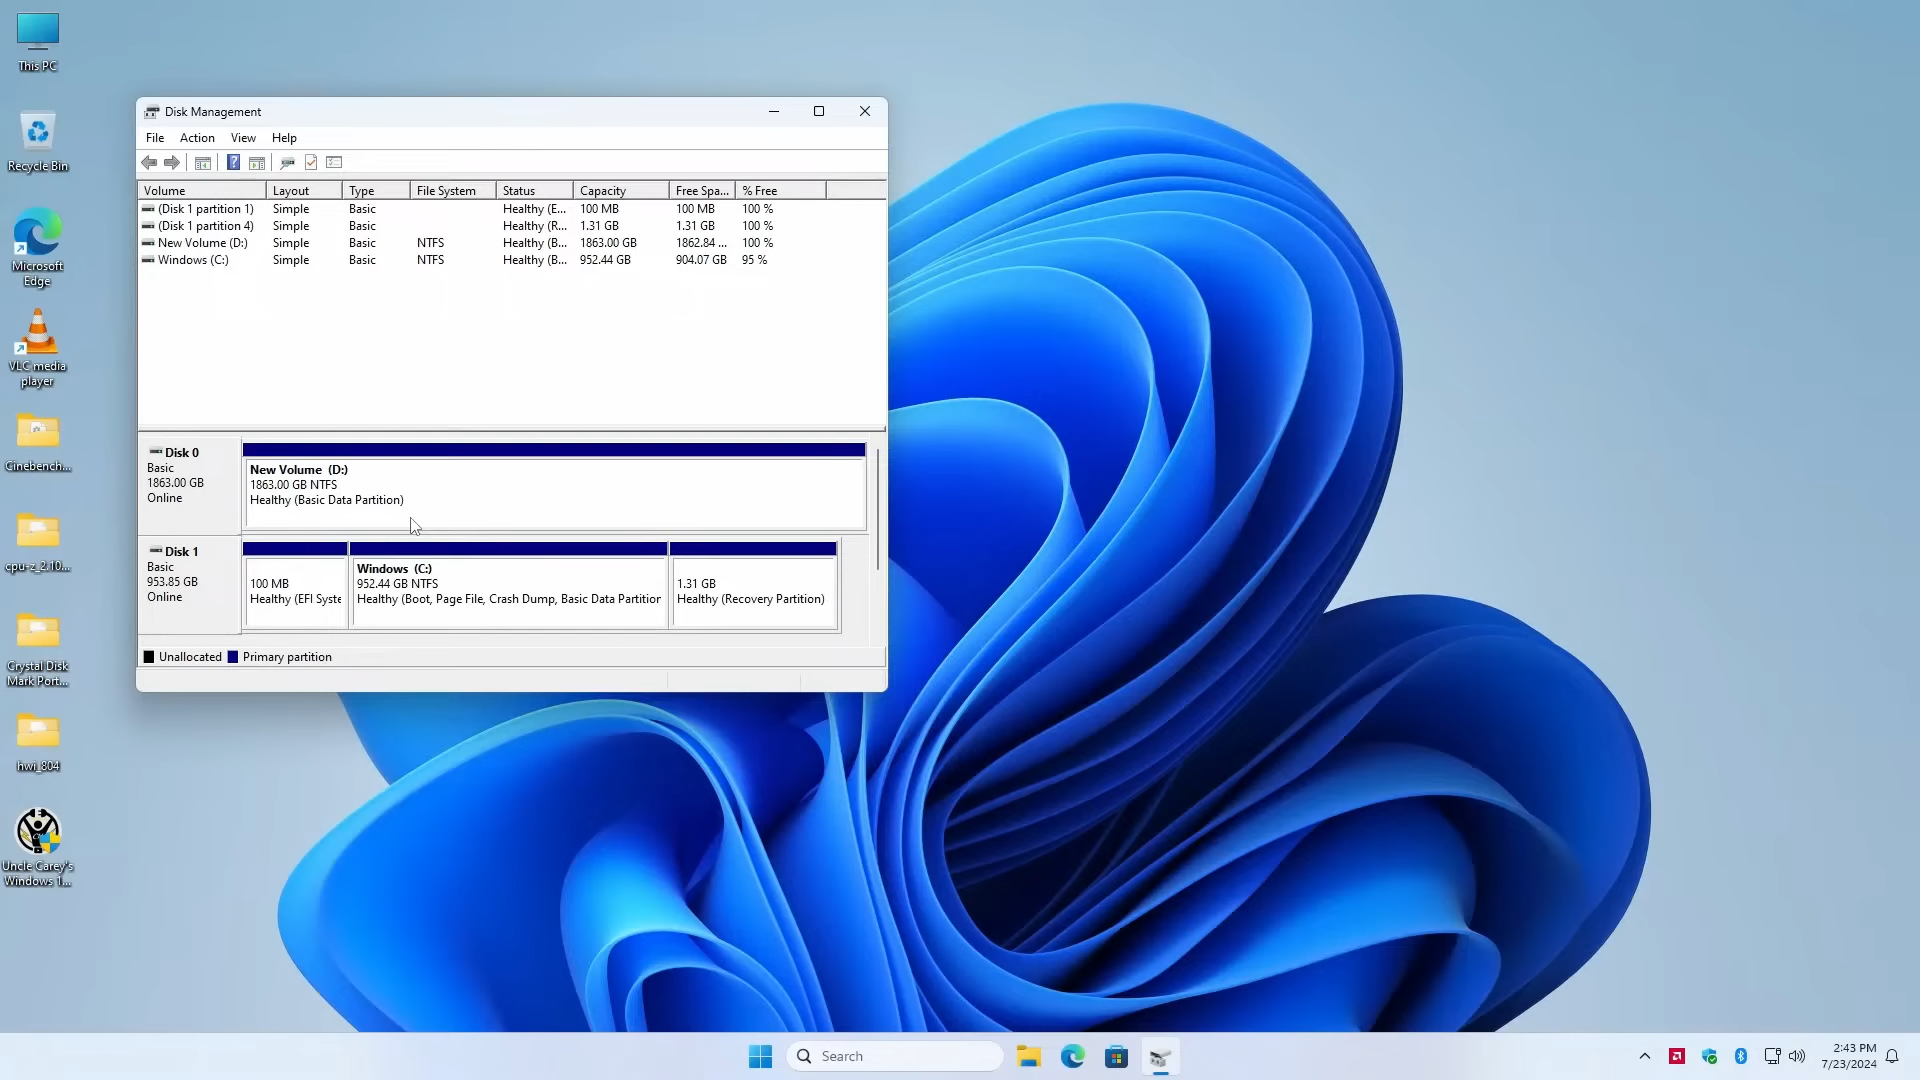 This PC
Recycle Bin
Microsoft
Edge
VLC media
player
Cinebench...
cpu-z_2.10...
Crystal Disk
Mark Port...
hwi_804
Uncle Carey's
Windows 1...
Disk Management
File Action View Help
Volume Layout Type File System Status Capacity Free Spa... % Free
(Disk 1 partition 1) Simple Basic Healthy (E... 100 MB 100 MB 100 %
(Disk 1 partition 4) Simple Basic Healthy (R... 1.31 GB 1.31 GB 100 %
New Volume (D:) Simple Basic NTFS Healthy (B... 1863.00 GB 1862.84 ... 100 %
Windows (C:) Simple Basic NTFS Healthy (B... 952.44 GB 904.07 GB 95 %
Disk 0
Basic
1863.00 GB
Online
New Volume (D:)
1863.00 GB NTFS
Healthy (Basic Data Partition)
Disk 1
Basic
953.85 GB
Online
100 MB
Healthy (EFI Syste
Windows (C:)
952.44 GB NTFS
Healthy (Boot, Page File, Crash Dump, Basic Data Partition
1.31 GB
Healthy (Recovery Partition)
Unallocated Primary partition
Search
2:43 PM
7/23/2024